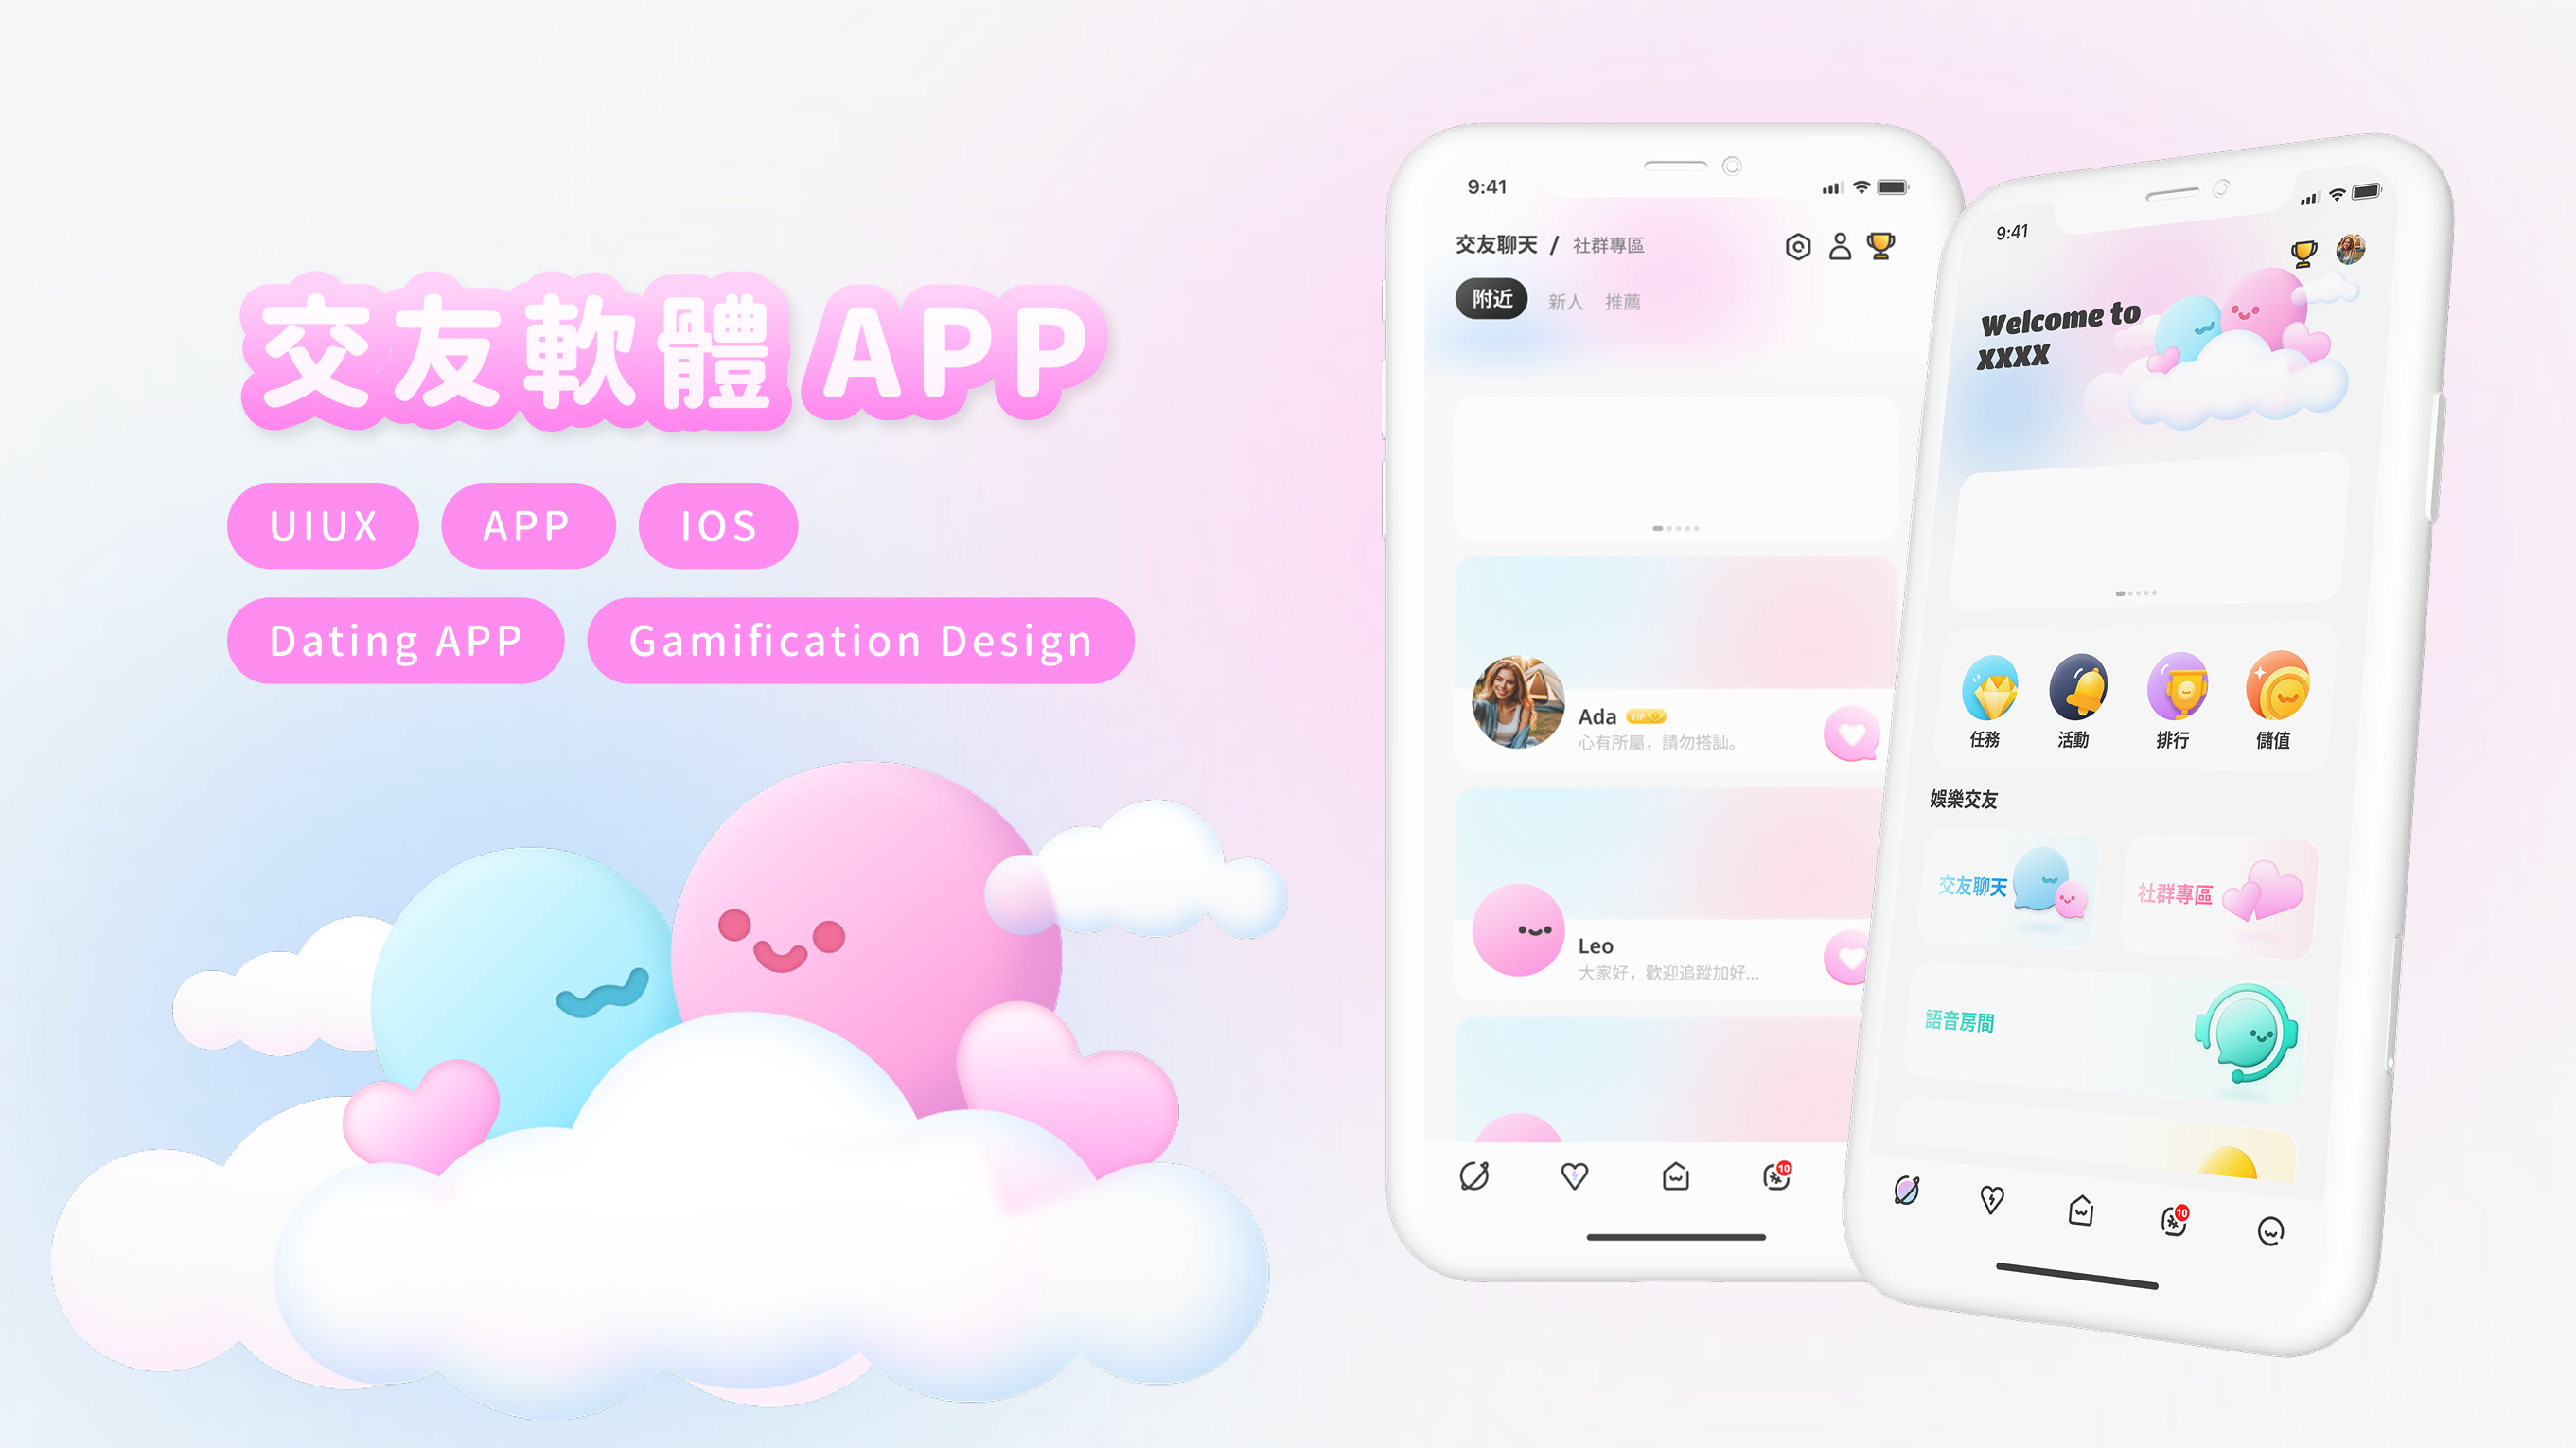 交友軟體 APP
UIUX
APP
IOS
Dating APP
Gamification Design
9:41
交友聊天 / 社群專區
附近
新人
推薦
Ada VIP
心有所屬，請勿搭訕。
Leo
大家好，歡迎追蹤加好...
10
9:41
Welcome to
XXXX
任務
活動
排行
儲值
娛樂交友
交友聊天
社群專區
語音房間
10